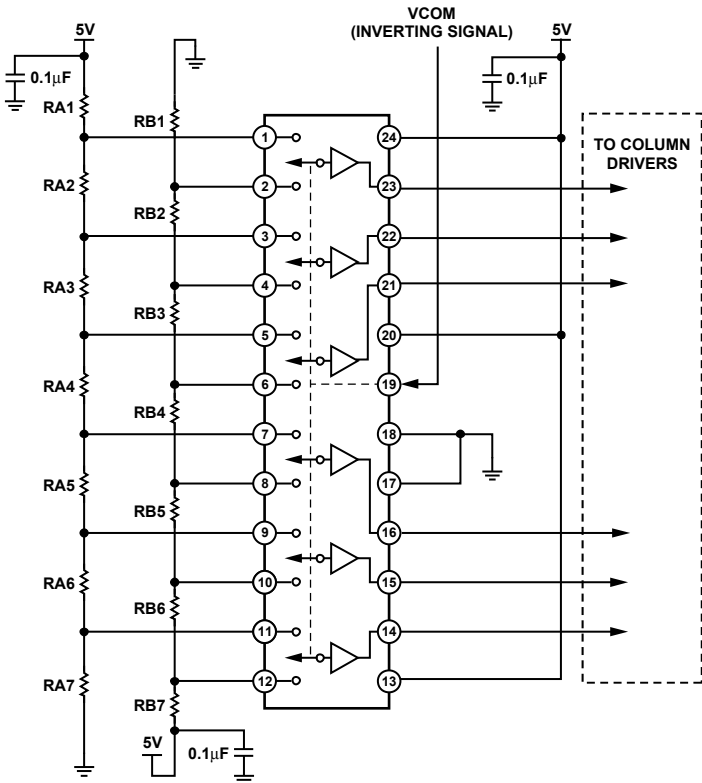 VCOM
(INVERTING SIGNAL)
5V
5V
0.1μF
0.1μF
RA1
RB1
1
24
TO COLUMN
DRIVERS
RA2
2
23
RB2
3
22
RA3
4
21
RB3
5
20
RA4
6
19
RB4
7
18
RA5
8
17
RB5
9
16
RA6
10
15
RB6
11
14
RA7
12
13
RB7
5V
0.1μF